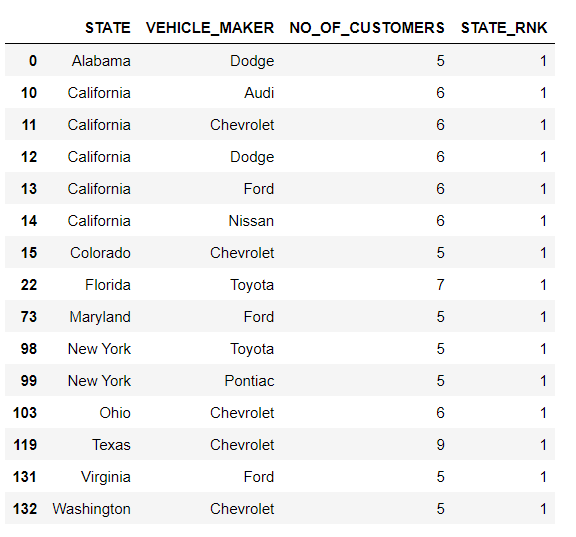 STATE VEHICLE_MAKER NO_OF_CUSTOMERS STATE_RNK
0 Alabama Dodge 5 1
10 California Audi 6 1
11 California Chevrolet 6 1
12 California Dodge 6 1
13 California Ford 6 1
14 California Nissan 6 1
15 Colorado Chevrolet 5 1
22 Florida Toyota 7 1
73 Maryland Ford 5 1
98 New York Toyota 5 1
99 New York Pontiac 5 1
103 Ohio Chevrolet 6 1
119 Texas Chevrolet 9 1
131 Virginia Ford 5 1
132 Washington Chevrolet 5 1